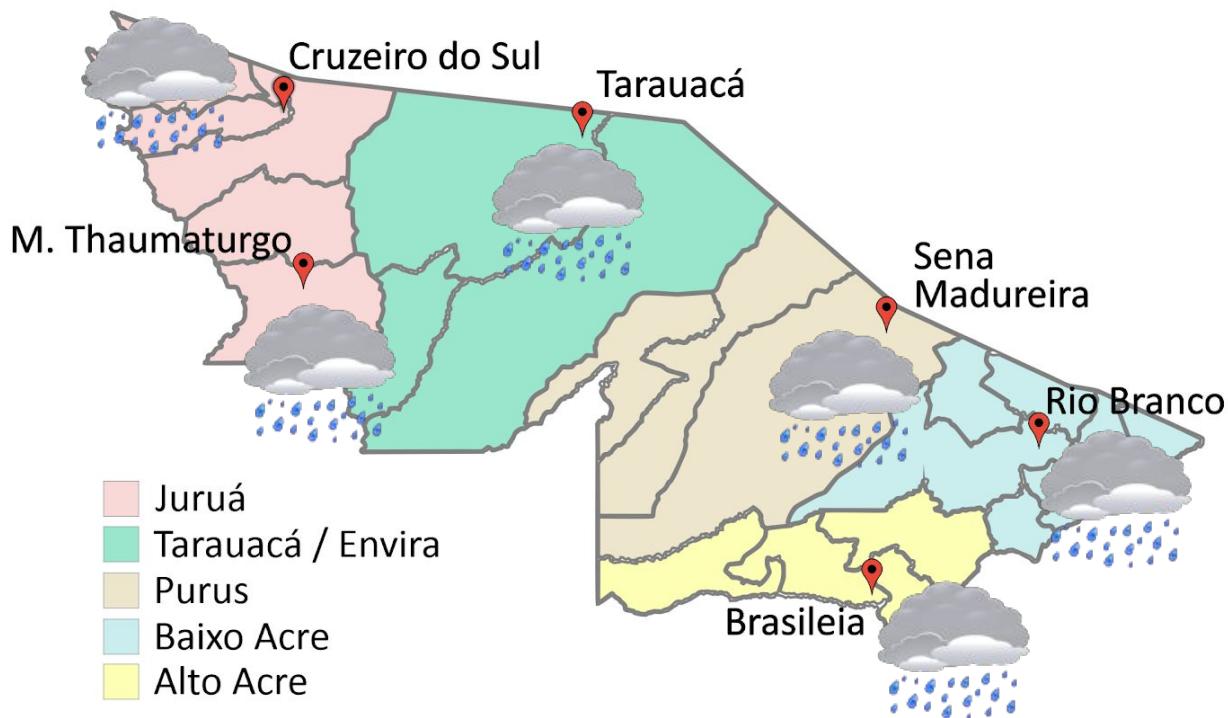 Cruzeiro do Sul
Tarauacá
M. Thaumaturgo
Sena
Madureira
Rio Branco
Brasileia
Juruá
Tarauacá / Envira
Purus
Baixo Acre
Alto Acre